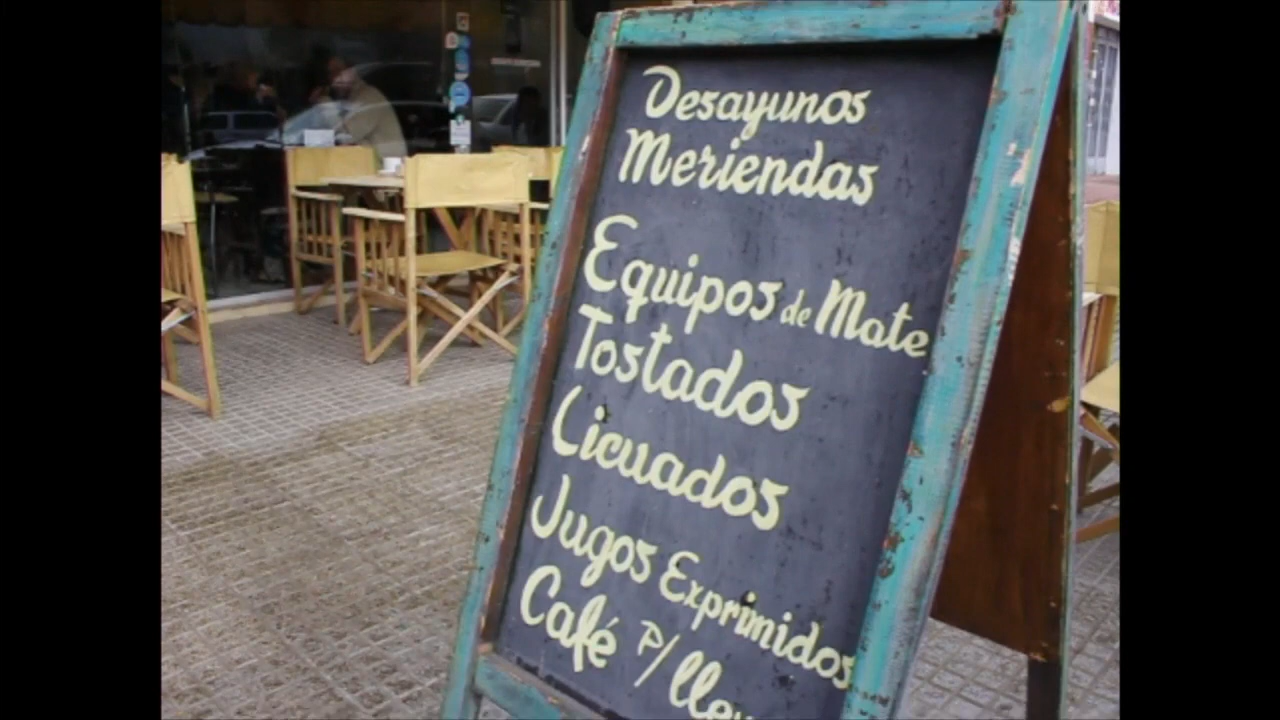 Desayunos
Meriendas
Equipos de Mate
Tostados
Licuados
Jugos Exprimidos
Café P/